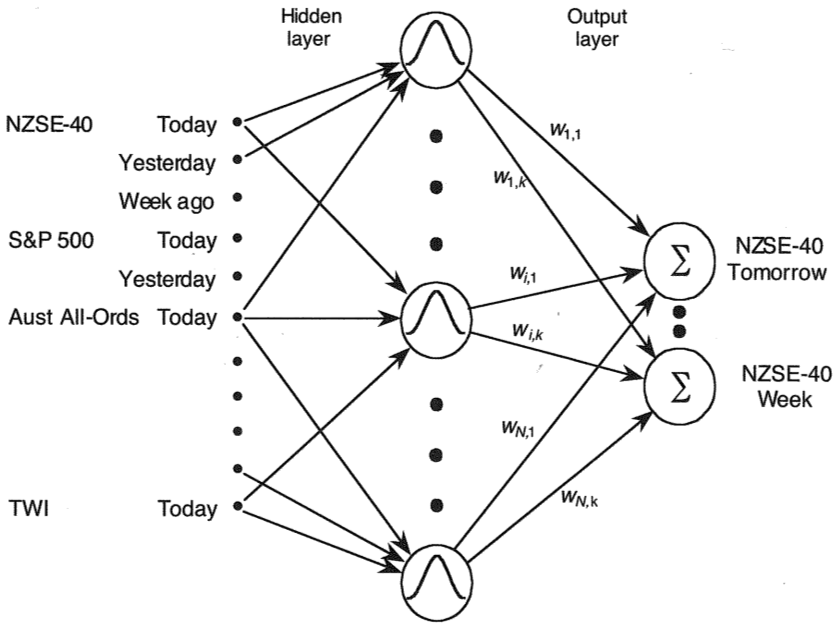 Hidden
layer
Output
layer
NZSE-40 Today
Yesterday
Week ago
S&P 500 Today
Yesterday
Aust All-Ords Today
TWI Today
w1,1
w1,k
wi,1
wi,k
wN,1
wN,k
Σ
NZSE-40
Tomorrow
Σ
NZSE-40
Week